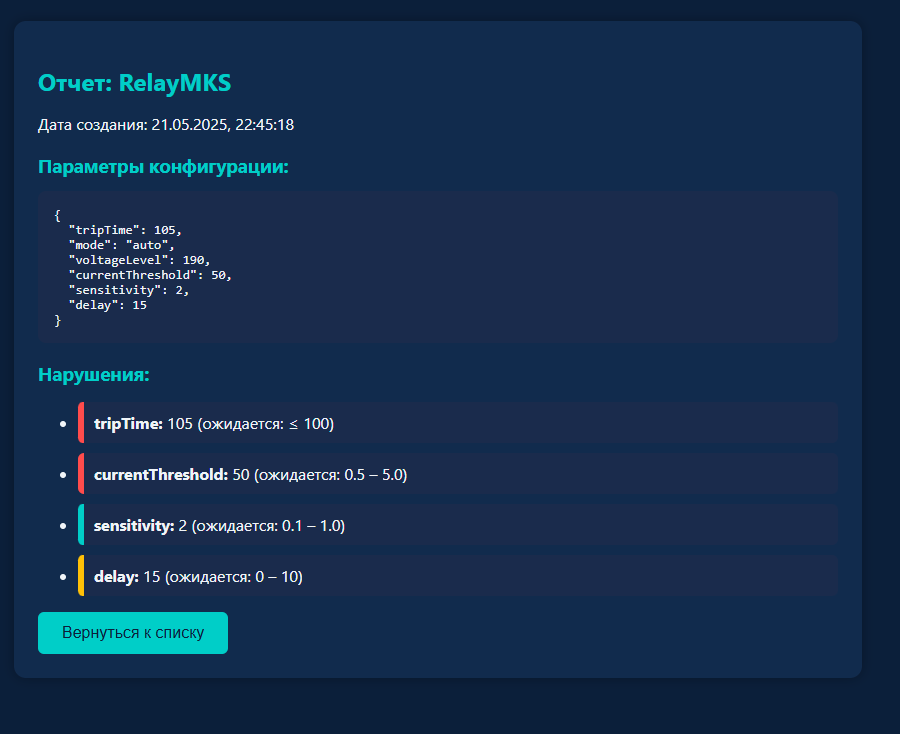 Отчет: RelayMKS
Дата создания: 21.05.2025, 22:45:18
Параметры конфигурации:
{
  "tripTime": 105,
  "mode": "auto",
  "voltageLevel": 190,
  "currentThreshold": 50,
  "sensitivity": 2,
  "delay": 15
}
Нарушения:
• tripTime: 105 (ожидается: ≤ 100)
• currentThreshold: 50 (ожидается: 0.5 – 5.0)
• sensitivity: 2 (ожидается: 0.1 – 1.0)
• delay: 15 (ожидается: 0 – 10)
Вернуться к списку